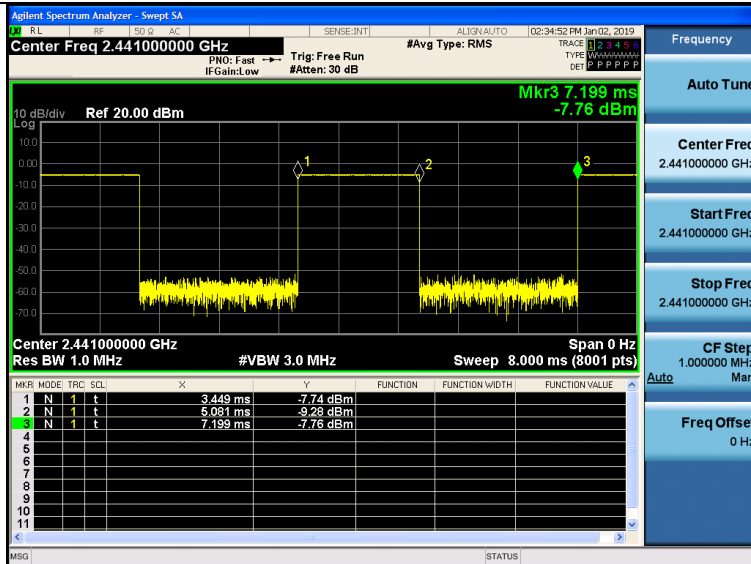 Agilent Spectrum Analyzer - Swept SA
RL RF 50 Ω AC SENSE:INT ALIGNAUTO 02:34:52 PM Jan02, 2019
Center Freq 2.441000000 GHz #Avg Type: RMS TRACE 1 2 3 4 5 6
PNO: Fast Trig: Free Run TYPE
IFGain:Low #Atten: 30 dB DET P P P P P P
Mkr3 7.199 ms
10 dB/div Ref 20.00 dBm -7.76 dBm
Log
10.0
0.00
-10.0
-20.0
-30.0
-40.0
-50.0
-60.0
-70.0
1
2
3
Center 2.441000000 GHz Span 0 Hz
Res BW 1.0 MHz #VBW 3.0 MHz Sweep 8.000 ms (8001 pts)
MKR MODE TRC SCL X Y FUNCTION FUNCTION WIDTH FUNCTION VALUE
1 N 1 t 3.449 ms -7.74 dBm
2 N 1 t 5.081 ms -9.28 dBm
3 N 1 t 7.199 ms -7.76 dBm
4
5
6
7
8
9
10
11
MSG STATUS
Frequency
Auto Tune
Center Freq
2.441000000 GHz
Start Freq
2.441000000 GHz
Stop Freq
2.441000000 GHz
CF Step
1.000000 MHz
Auto Man
Freq Offset
0 Hz